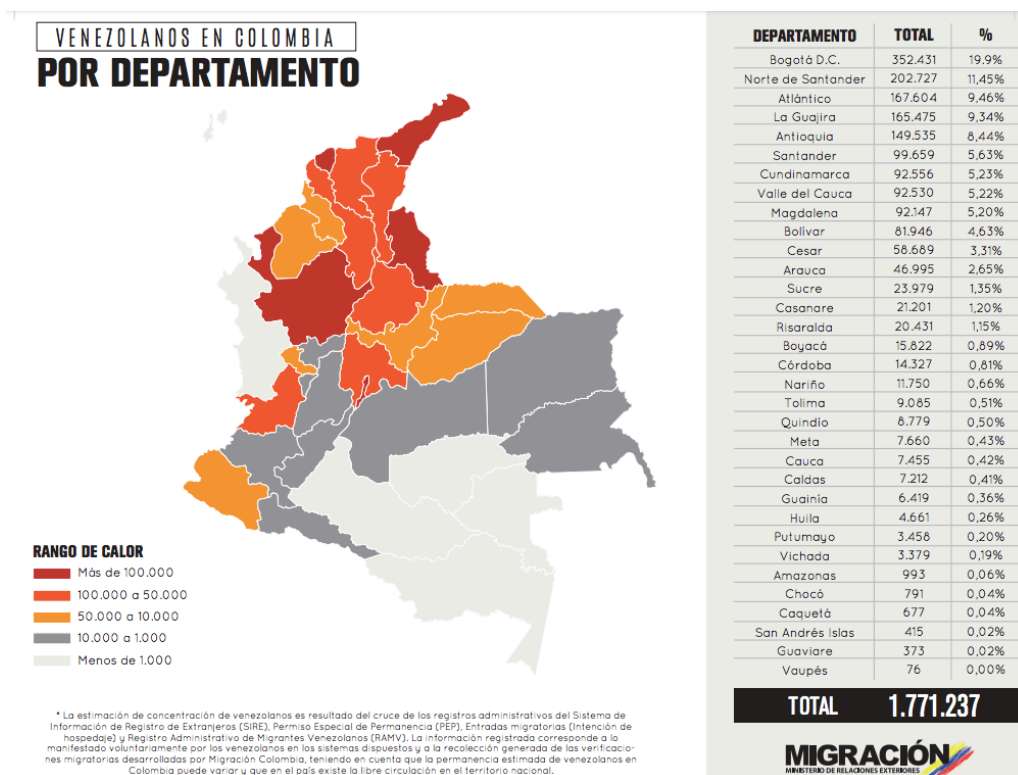 VENEZOLANOS EN COLOMBIA
POR DEPARTAMENTO
RANGO DE CALOR
Más de 100.000
100.000 a 50.000
50.000 a 10.000
10.000 a 1.000
Menos de 1.000
* La estimación de concentración de venezolanos es resultado del cruce de los registros administrativos del Sistema de
Información de Registro de Extranjeros (SIRE), Permiso Especial de Permanencia (PEP), Entradas migratorias (Intención de
hospedaje) y Registro Administrativo de Migrantes Venezolanos (RAMV). La información registrada corresponde a lo
manifestado voluntariamente por los venezolanos en los sistemas dispuestos y a la recolección generada de las verificacio-
nes migratorias desarrolladas por Migración Colombia, teniendo en cuenta que la permanencia estimada de venezolanos en
Colombia puede variar y que en el país existe la libre circulación en el territorio nacional.
DEPARTAMENTO TOTAL %
Bogotá D.C. 352.431 19.9%
Norte de Santander 202.727 11,45%
Atlántico 167.604 9,46%
La Guajira 165.475 9,34%
Antioquia 149.535 8,44%
Santander 99.659 5,63%
Cundinamarca 92.556 5,23%
Valle del Cauca 92.530 5,22%
Magdalena 92.147 5,20%
Bolívar 81.946 4,63%
Cesar 58.689 3,31%
Arauca 46.995 2,65%
Sucre 23.979 1,35%
Casanare 21.201 1,20%
Risaralda 20.431 1,15%
Boyacá 15.822 0,89%
Córdoba 14.327 0,81%
Nariño 11.750 0,66%
Tolima 9.085 0,51%
Quindío 8.779 0,50%
Meta 7.660 0,43%
Cauca 7.455 0,42%
Caldas 7.212 0,41%
Guainía 6.419 0,36%
Huila 4.661 0,26%
Putumayo 3.458 0,20%
Vichada 3.379 0,19%
Amazonas 993 0,06%
Chocó 791 0,04%
Caquetá 677 0,04%
San Andrés Islas 415 0,02%
Guaviare 373 0,02%
Vaupés 76 0,00%
TOTAL 1.771.237
MIGRACIÓN
MINISTERIO DE RELACIONES EXTERIORES